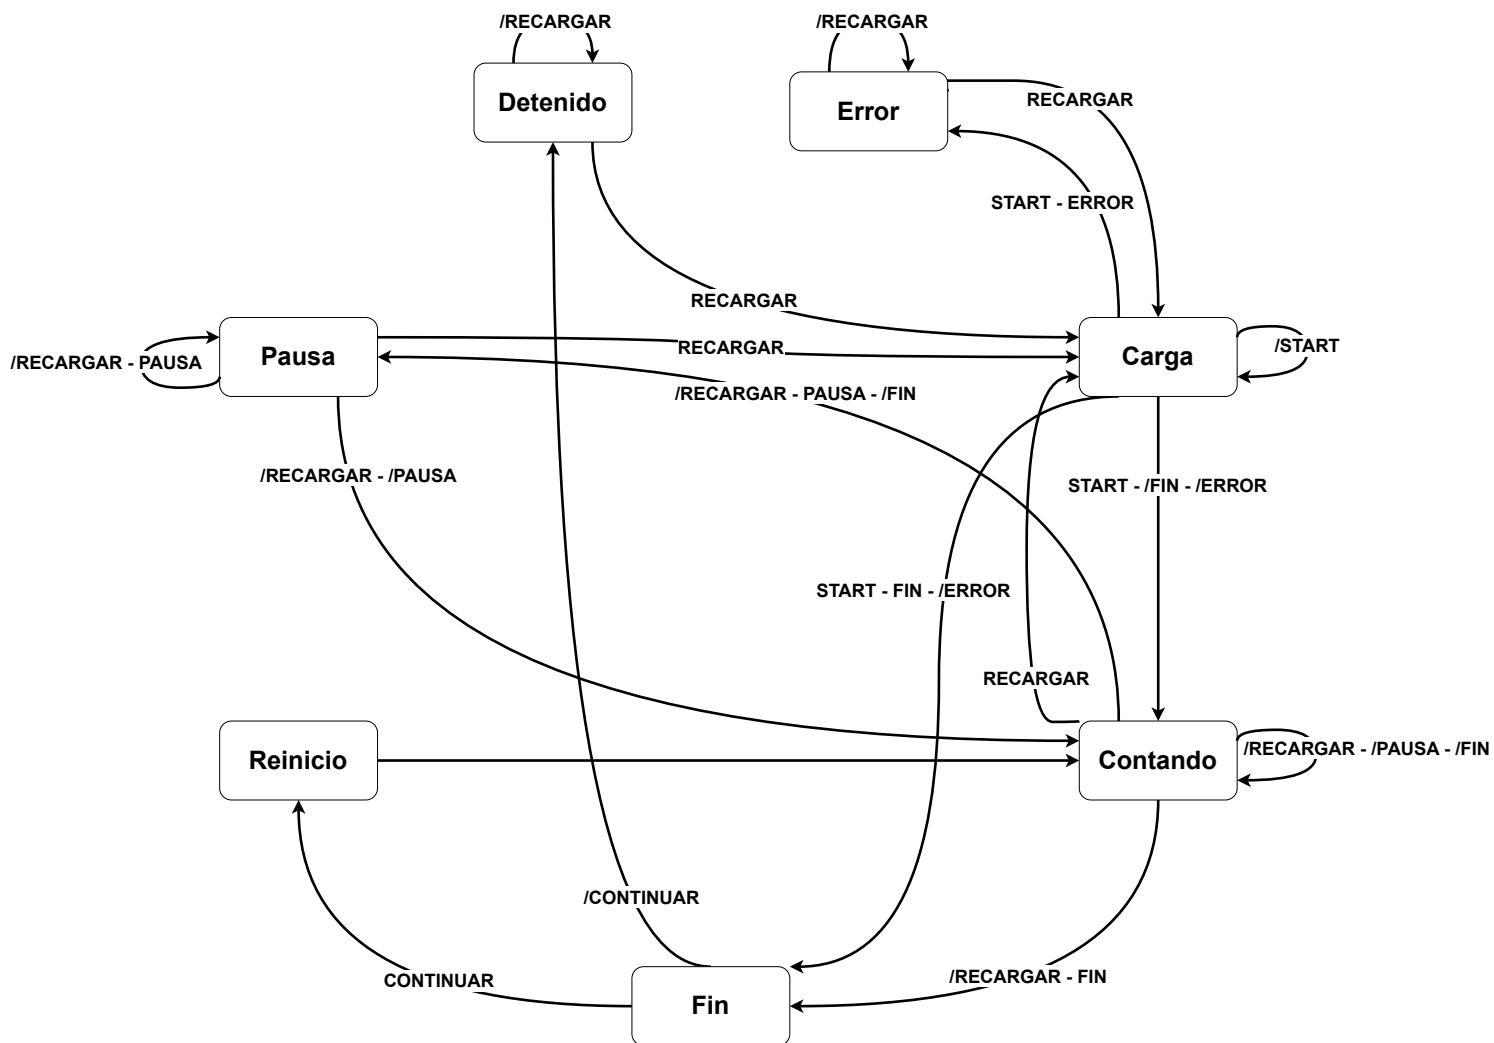 /RECARGAR
/RECARGAR
Detenido
Error
RECARGAR
START - ERROR
RECARGAR
/RECARGAR - PAUSA
Pausa
RECARGAR
Carga
/START
/RECARGAR - PAUSA - /FIN
/RECARGAR - /PAUSA
START - /FIN - /ERROR
START - FIN - /ERROR
RECARGAR
Reinicio
Contando
/RECARGAR - /PAUSA - /FIN
/CONTINUAR
CONTINUAR
/RECARGAR - FIN
Fin